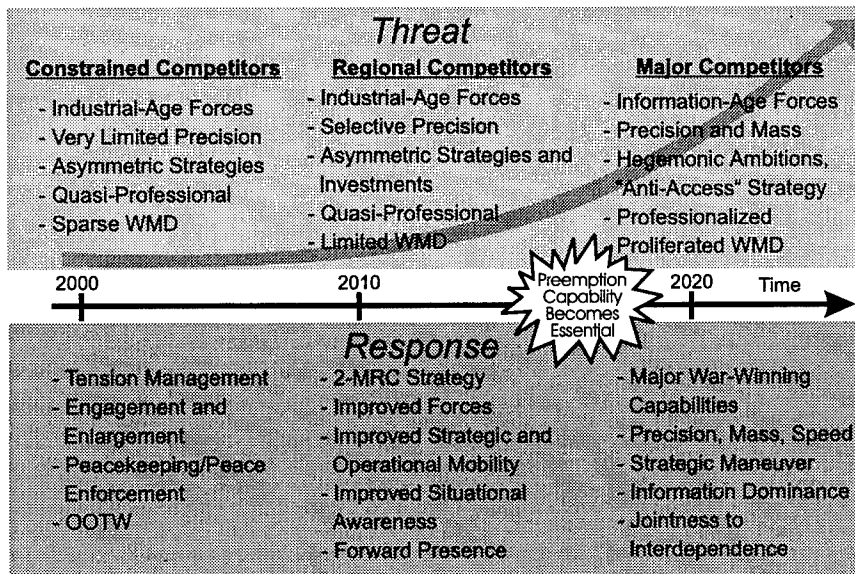 Threat
Constrained Competitors
- Industrial-Age Forces
- Very Limited Precision
- Asymmetric Strategies
- Quasi-Professional
- Sparse WMD
Regional Competitors
- Industrial-Age Forces
- Selective Precision
- Asymmetric Strategies and
Investments
- Quasi-Professional
- Limited WMD
Major Competitors
- Information-Age Forces
- Precision and Mass
- Hegemonic Ambitions,
"Anti-Access" Strategy
- Professionalized
- Proliferated WMD
2000
2010
Preemption
Capability
Becomes
Essential
2020
Time
Response
- Tension Management
- Engagement and
Enlargement
- Peacekeeping/Peace
Enforcement
- OOTW
- 2-MRC Strategy
- Improved Forces
- Improved Strategic and
Operational Mobility
- Improved Situational
Awareness
- Forward Presence
- Major War-Winning
Capabilities
- Precision, Mass, Speed
- Strategic Maneuver
- Information Dominance
- Jointness to
Interdependence